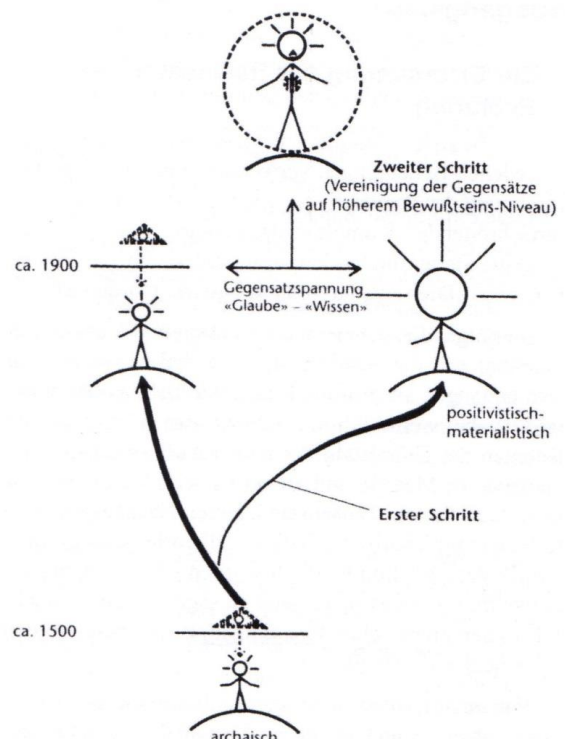 Zweiter Schritt
(Vereinigung der Gegensätze
auf höherem Bewußtseins-Niveau)
ca. 1900
Gegensatzspannung
«Glaube» – «Wissen»
positivistisch-
materialistisch
Erster Schritt
ca. 1500
archaisch